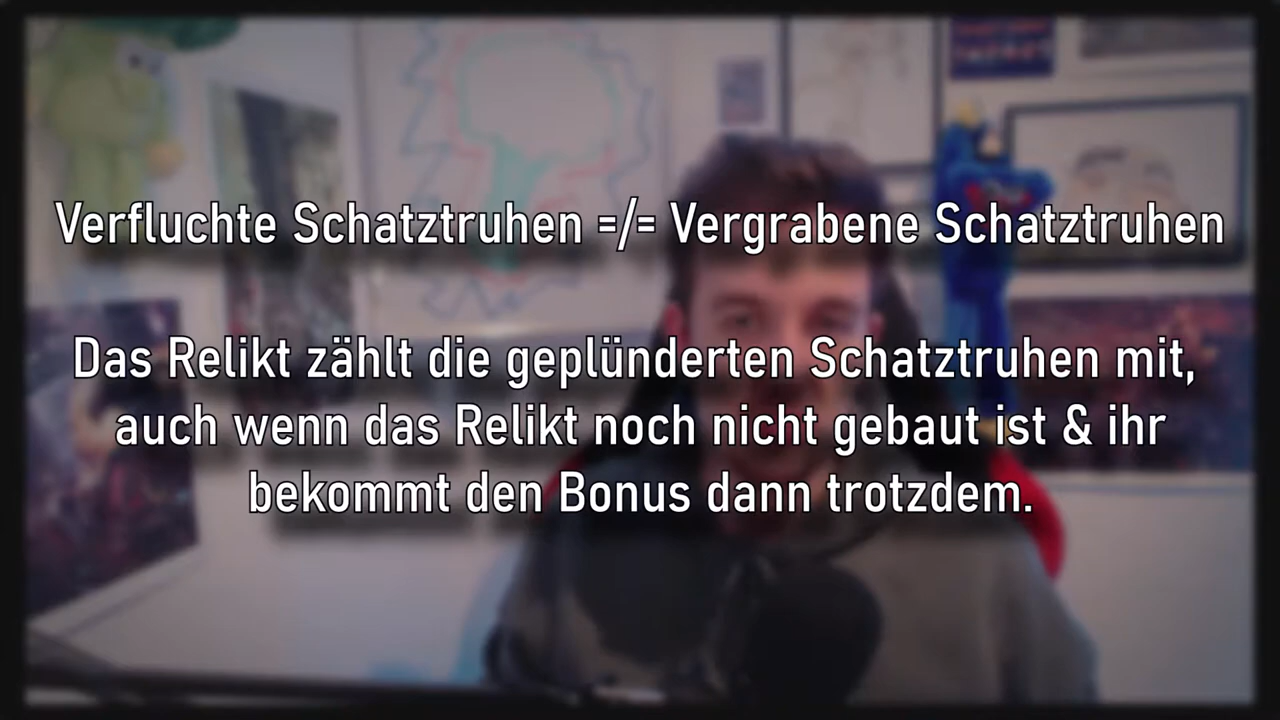 Verfluchte Schatztruhen =/= Vergrabene Schatztruhen
Das Relikt zählt die geplünderten Schatztruhen mit,
auch wenn das Relikt noch nicht gebaut ist & ihr
bekommt den Bonus dann trotzdem.